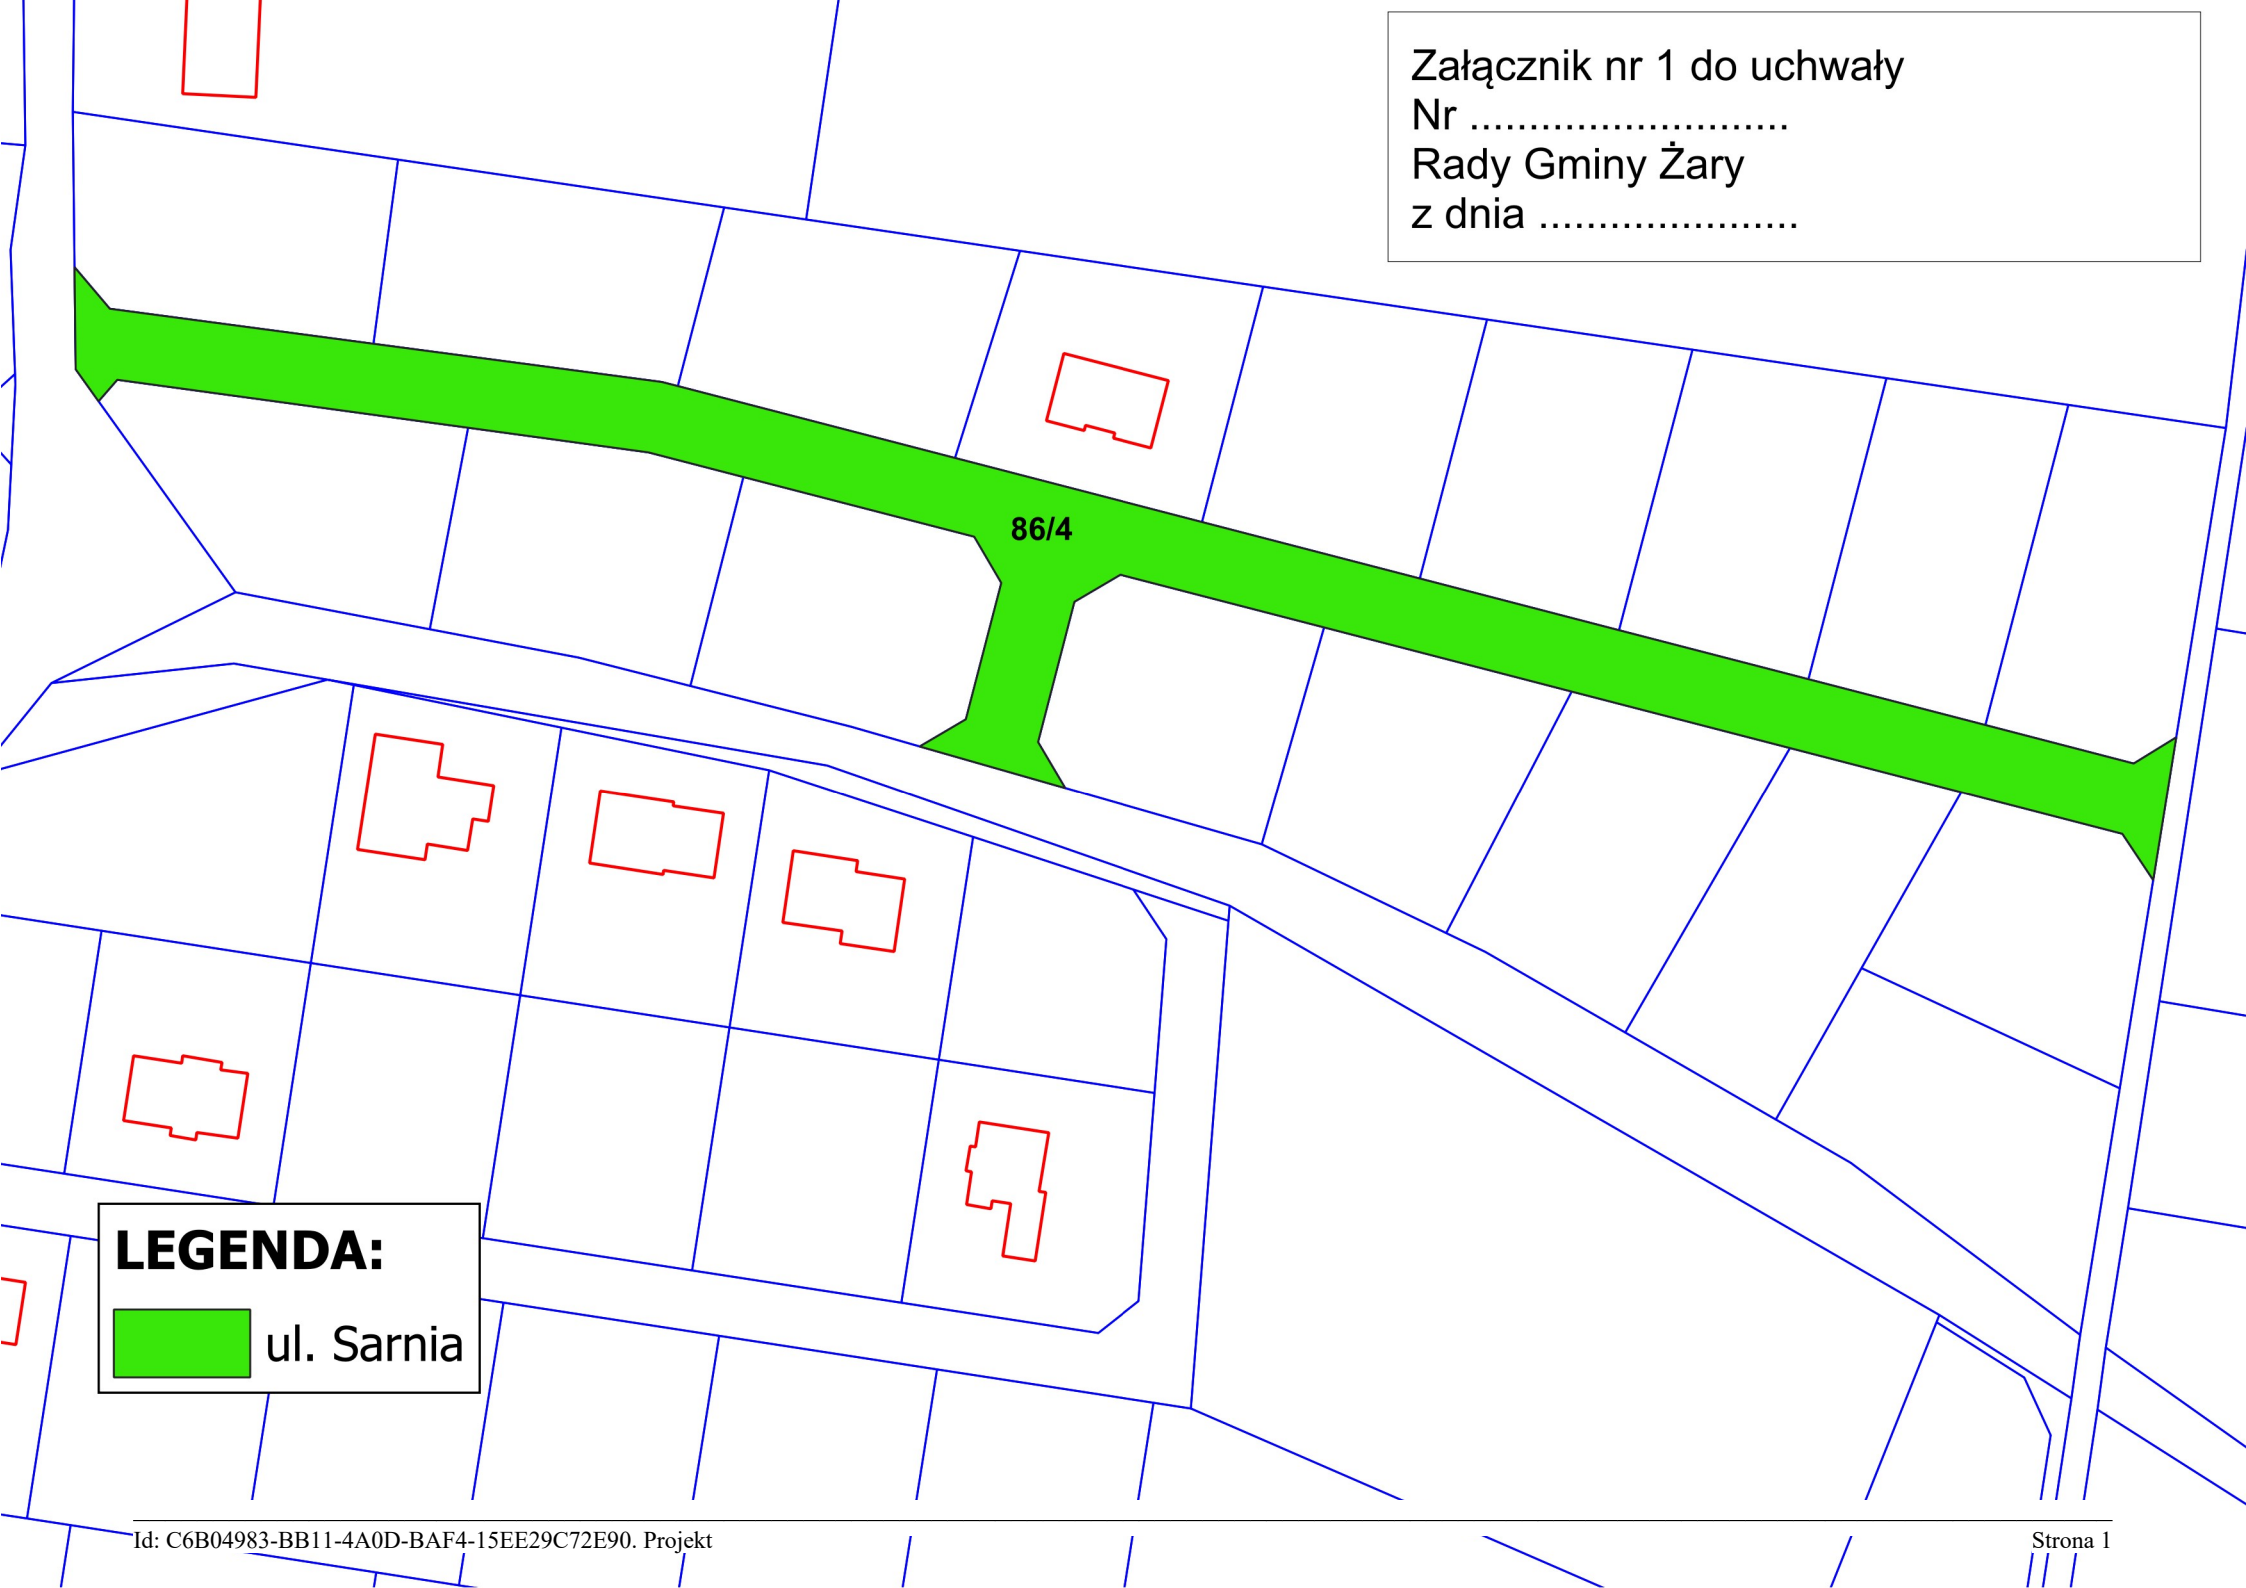 Załącznik nr 1 do uchwały
Nr ...........................
Rady Gminy Żary
z dnia ......................
86/4
LEGENDA:
ul. Sarnia
Id: C6B04983-BB11-4A0D-BAF4-15EE29C72E90. Projekt
Strona 1